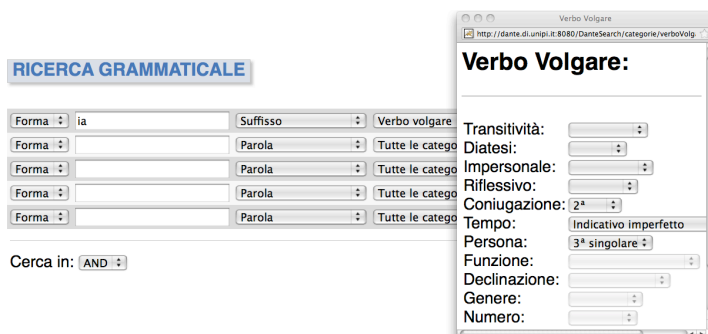 RICERCA GRAMMATICALE
Forma ia Suffisso Verbo volgare
Forma Parola Tutte le catego
Forma Parola Tutte le catego
Forma Parola Tutte le catego
Forma Parola Tutte le catego
Cerca in: AND
Verbo Volgare
http://dante.di.unipi.it:8080/DanteSearch/categorie/verboVolg
Verbo Volgare:
Transitività:
Diatesi:
Impersonale:
Riflessivo:
Coniugazione: 2ª
Tempo: Indicativo imperfetto
Persona: 3ª singolare
Funzione:
Declinazione:
Genere:
Numero: